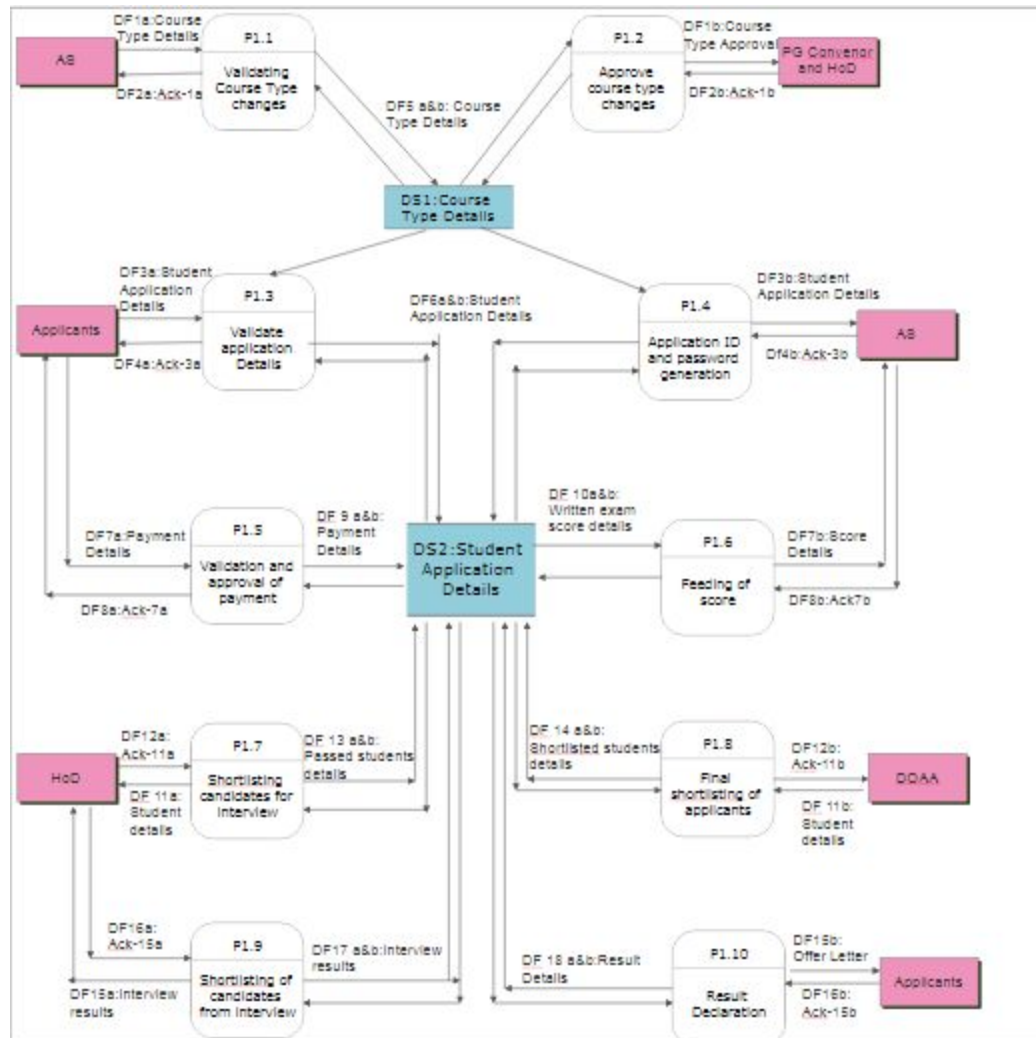 DF1a:Course
Type Details
AS
DF2a:Ack-1a
P1.1
Validating
Course Type
changes
DF5 a&b: Course
Type Details
P1.2
Approve
course type
changes
DF1b:Course
Type Approval
PG Convenor
and HoD
DF2b:Ack-1b
DS1:Course
Type Details
DF3a:Student
Application
Details
Applicants
DF4a:Ack-3a
P1.3
Validate
application
Details
DF6a&b:Student
Application Details
P1.4
Application ID
and password
generation
DF3b:Student
Application Details
AS
Df4b:Ack-3b
DF7a:Payment
Details
DF8a:Ack-7a
P1.5
Validation and
approval of
payment
DF 9 a&b:
Payment
Details
DS2:Student
Application
Details
DF 10a&b:
Written exam
score details
P1.6
Feeding of
score
DF7b:Score
Details
DF8b:Ack7b
HoD
DF12a:
Ack-11a
DF 11a:
Student
details
P1.7
Shortlisting
candidates for
interview
DF 13 a&b:
Passed students
details
DF 14 a&b:
Shortlisted students
details
P1.8
Final
shortlisting of
applicants
DF12b:
Ack-11b
DF 11b:
Student
details
DOAA
DF16a:
Ack-15a
DF15a:Interview
results
P1.9
Shortlisting of
candidates
from interview
DF17 a&b:Interview
results
DF 18 a&b:Result
Details
P1.10
Result
Declaration
DF15b:
Offer Letter
DF16b:
Ack-15b
Applicants